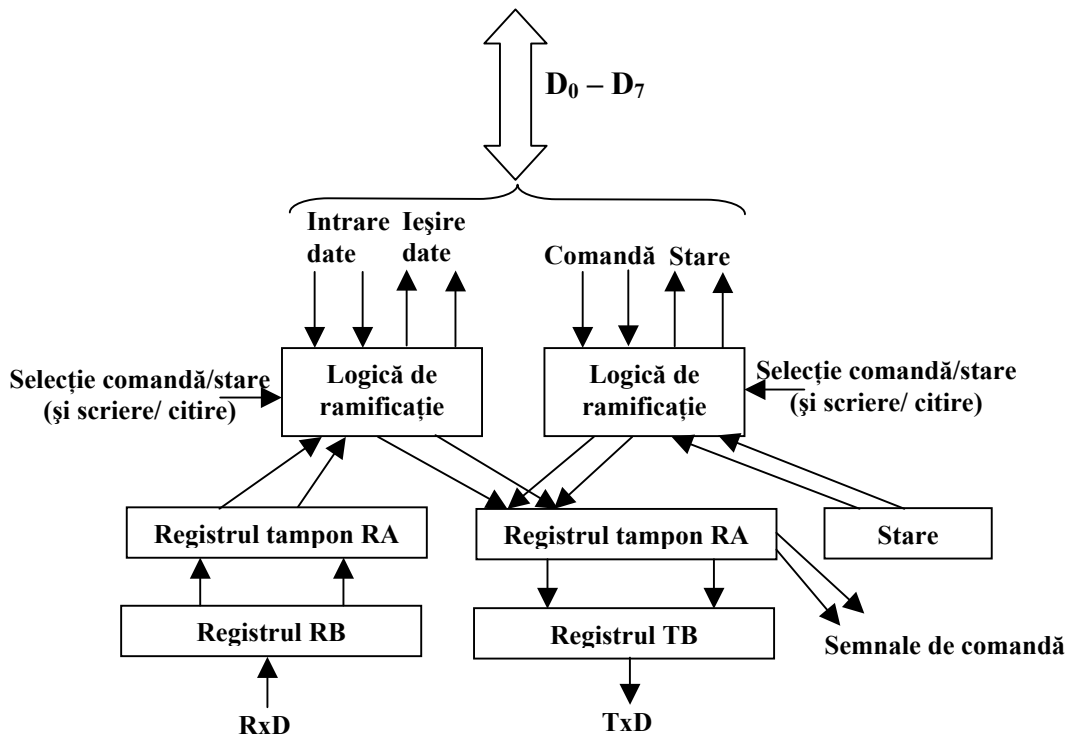 D₀ – D₇
Intrare Ieşire
date date
Comandă Stare
Selecție comandă/stare
(şi scriere/ citire)
Logică de
ramificație
Logică de
ramificație
Selecție comandă/stare
(şi scriere/ citire)
Registrul tampon RA
Registrul tampon RA
Stare
Registrul RB
Registrul TB
Semnale de comandă
RxD
TxD